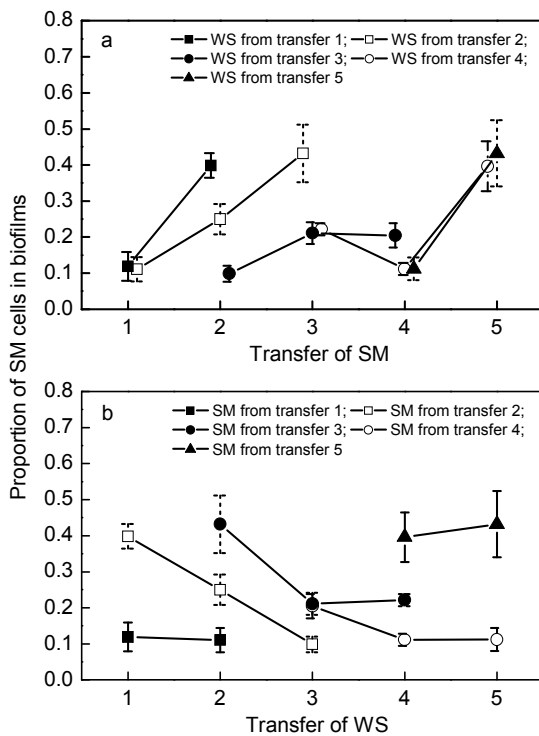 Proportion of SM cells in biofilms
a
WS from transfer 1; WS from transfer 2;
WS from transfer 3; WS from transfer 4;
WS from transfer 5
0.8
0.7
0.6
0.5
0.4
0.3
0.2
0.1
0.0
1 2 3 4 5
Transfer of SM
b
SM from transfer 1; SM from transfer 2;
SM from transfer 3; SM from transfer 4;
SM from transfer 5
0.8
0.7
0.6
0.5
0.4
0.3
0.2
0.1
0.0
1 2 3 4 5
Transfer of WS